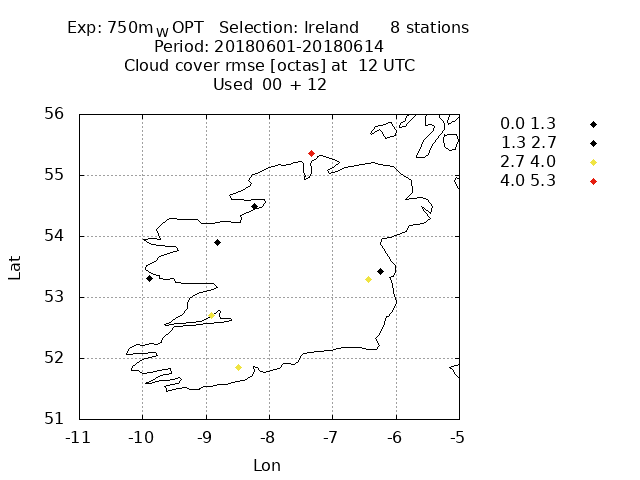 Exp: 750m_W OPT Selection: Ireland 8 stations
Period: 20180601-20180614
Cloud cover rmse [octas] at 12 UTC
Used 00 + 12
56
55
54
53
52
51
-11 -10 -9 -8 -7 -6 -5
Lat
Lon
0.0 1.3
1.3 2.7
2.7 4.0
4.0 5.3